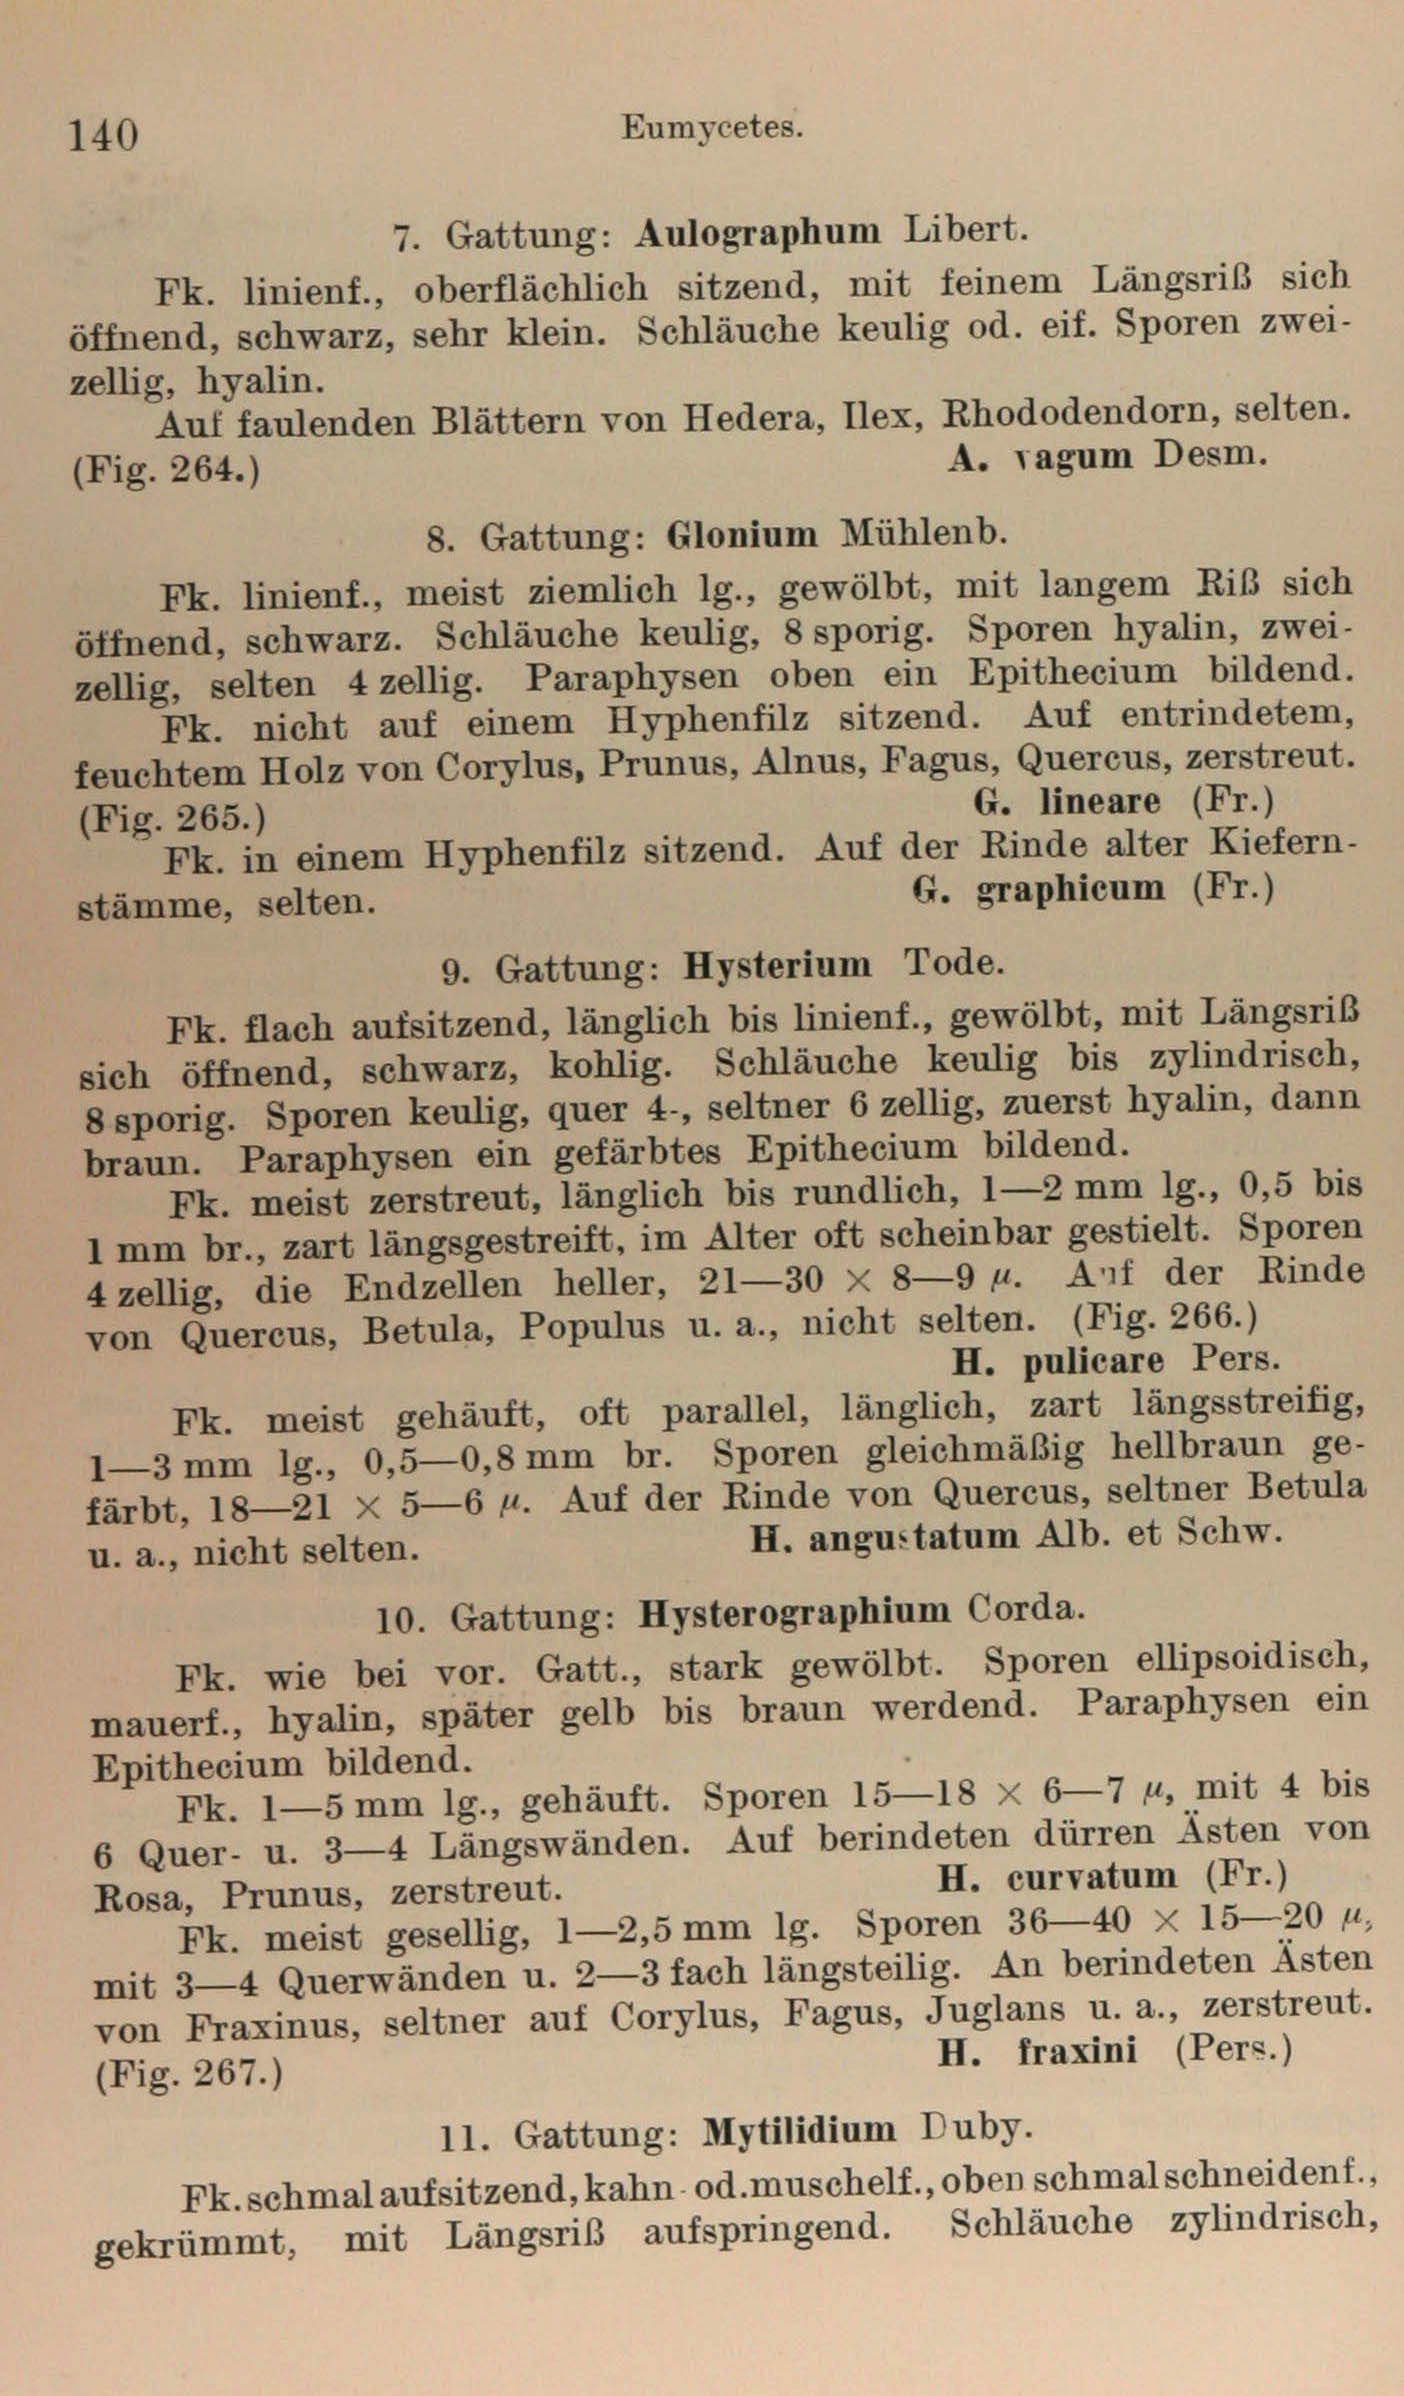 140
Eumycetes.
7. Gattung: Aulographum Libert.
Fk. linienf., oberflächlich sitzend, mit feinem Längsriß sich
öffnend, schwarz, sehr klein. Schläuche keulig od. eif. Sporen zwei-
zellig, hyalin.
Auf faulenden Blättern von Hedera, Ilex, Rhododendorn, selten.
(Fig. 264.) A. vagum Desm.
8. Gattung: Glonium Mühlenb.
Fk. linienf., meist ziemlich lg., gewölbt, mit langem Riß sich
öffnend, schwarz. Schläuche keulig, 8 sporig. Sporen hyalin, zwei-
zellig, selten 4 zellig. Paraphysen oben ein Epithecium bildend.
Fk. nicht auf einem Hyphenfilz sitzend. Auf entrindetem,
feuchtem Holz von Corylus, Prunus, Alnus, Fagus, Quercus, zerstreut.
(Fig. 265.) G. lineare (Fr.)
Fk. in einem Hyphenfilz sitzend. Auf der Rinde alter Kiefern-
stämme, selten. G. graphicum (Fr.)
9. Gattung: Hysterium Tode.
Fk. flach aufsitzend, länglich bis linienf., gewölbt, mit Längsriß
sich öffnend, schwarz, kohlig. Schläuche keulig bis zylindrisch,
8 sporig. Sporen keulig, quer 4-, seltner 6 zellig, zuerst hyalin, dann
braun. Paraphysen ein gefärbtes Epithecium bildend.
Fk. meist zerstreut, länglich bis rundlich, 1—2 mm lg., 0,5 bis
1 mm br., zart längsgestreift, im Alter oft scheinbar gestielt. Sporen
4 zellig, die Endzellen heller, 21—30 × 8—9 µ. Auf der Rinde
von Quercus, Betula, Populus u. a., nicht selten. (Fig. 266.)
H. pulicare Pers.
Fk. meist gehäuft, oft parallel, länglich, zart längsstreifig,
1—3 mm lg., 0,5—0,8 mm br. Sporen gleichmäßig hellbraun ge-
färbt, 18—21 × 5—6 µ. Auf der Rinde von Quercus, seltner Betula
u. a., nicht selten. H. angustatum Alb. et Schw.
10. Gattung: Hysterographium Corda.
Fk. wie bei vor. Gatt., stark gewölbt. Sporen ellipsoidisch,
mauerf., hyalin, später gelb bis braun werdend. Paraphysen ein
Epithecium bildend.
Fk. 1—5 mm lg., gehäuft. Sporen 15—18 × 6—7 µ, mit 4 bis
6 Quer- u. 3—4 Längswänden. Auf berindeten dürren Ästen von
Rosa, Prunus, zerstreut. H. curvatum (Fr.)
Fk. meist gesellig, 1—2,5 mm lg. Sporen 36—40 × 15—20 µ,
mit 3—4 Querwänden u. 2—3 fach längsteilig. An berindeten Ästen
von Fraxinus, seltner auf Corylus, Fagus, Juglans u. a., zerstreut.
(Fig. 267.) H. fraxini (Pers.)
11. Gattung: Mytilidium Duby.
Fk. schmal aufsitzend, kahn- od. muschelf., oben schmal schneidenf.,
gekrümmt, mit Längsriß aufspringend. Schläuche zylindrisch,